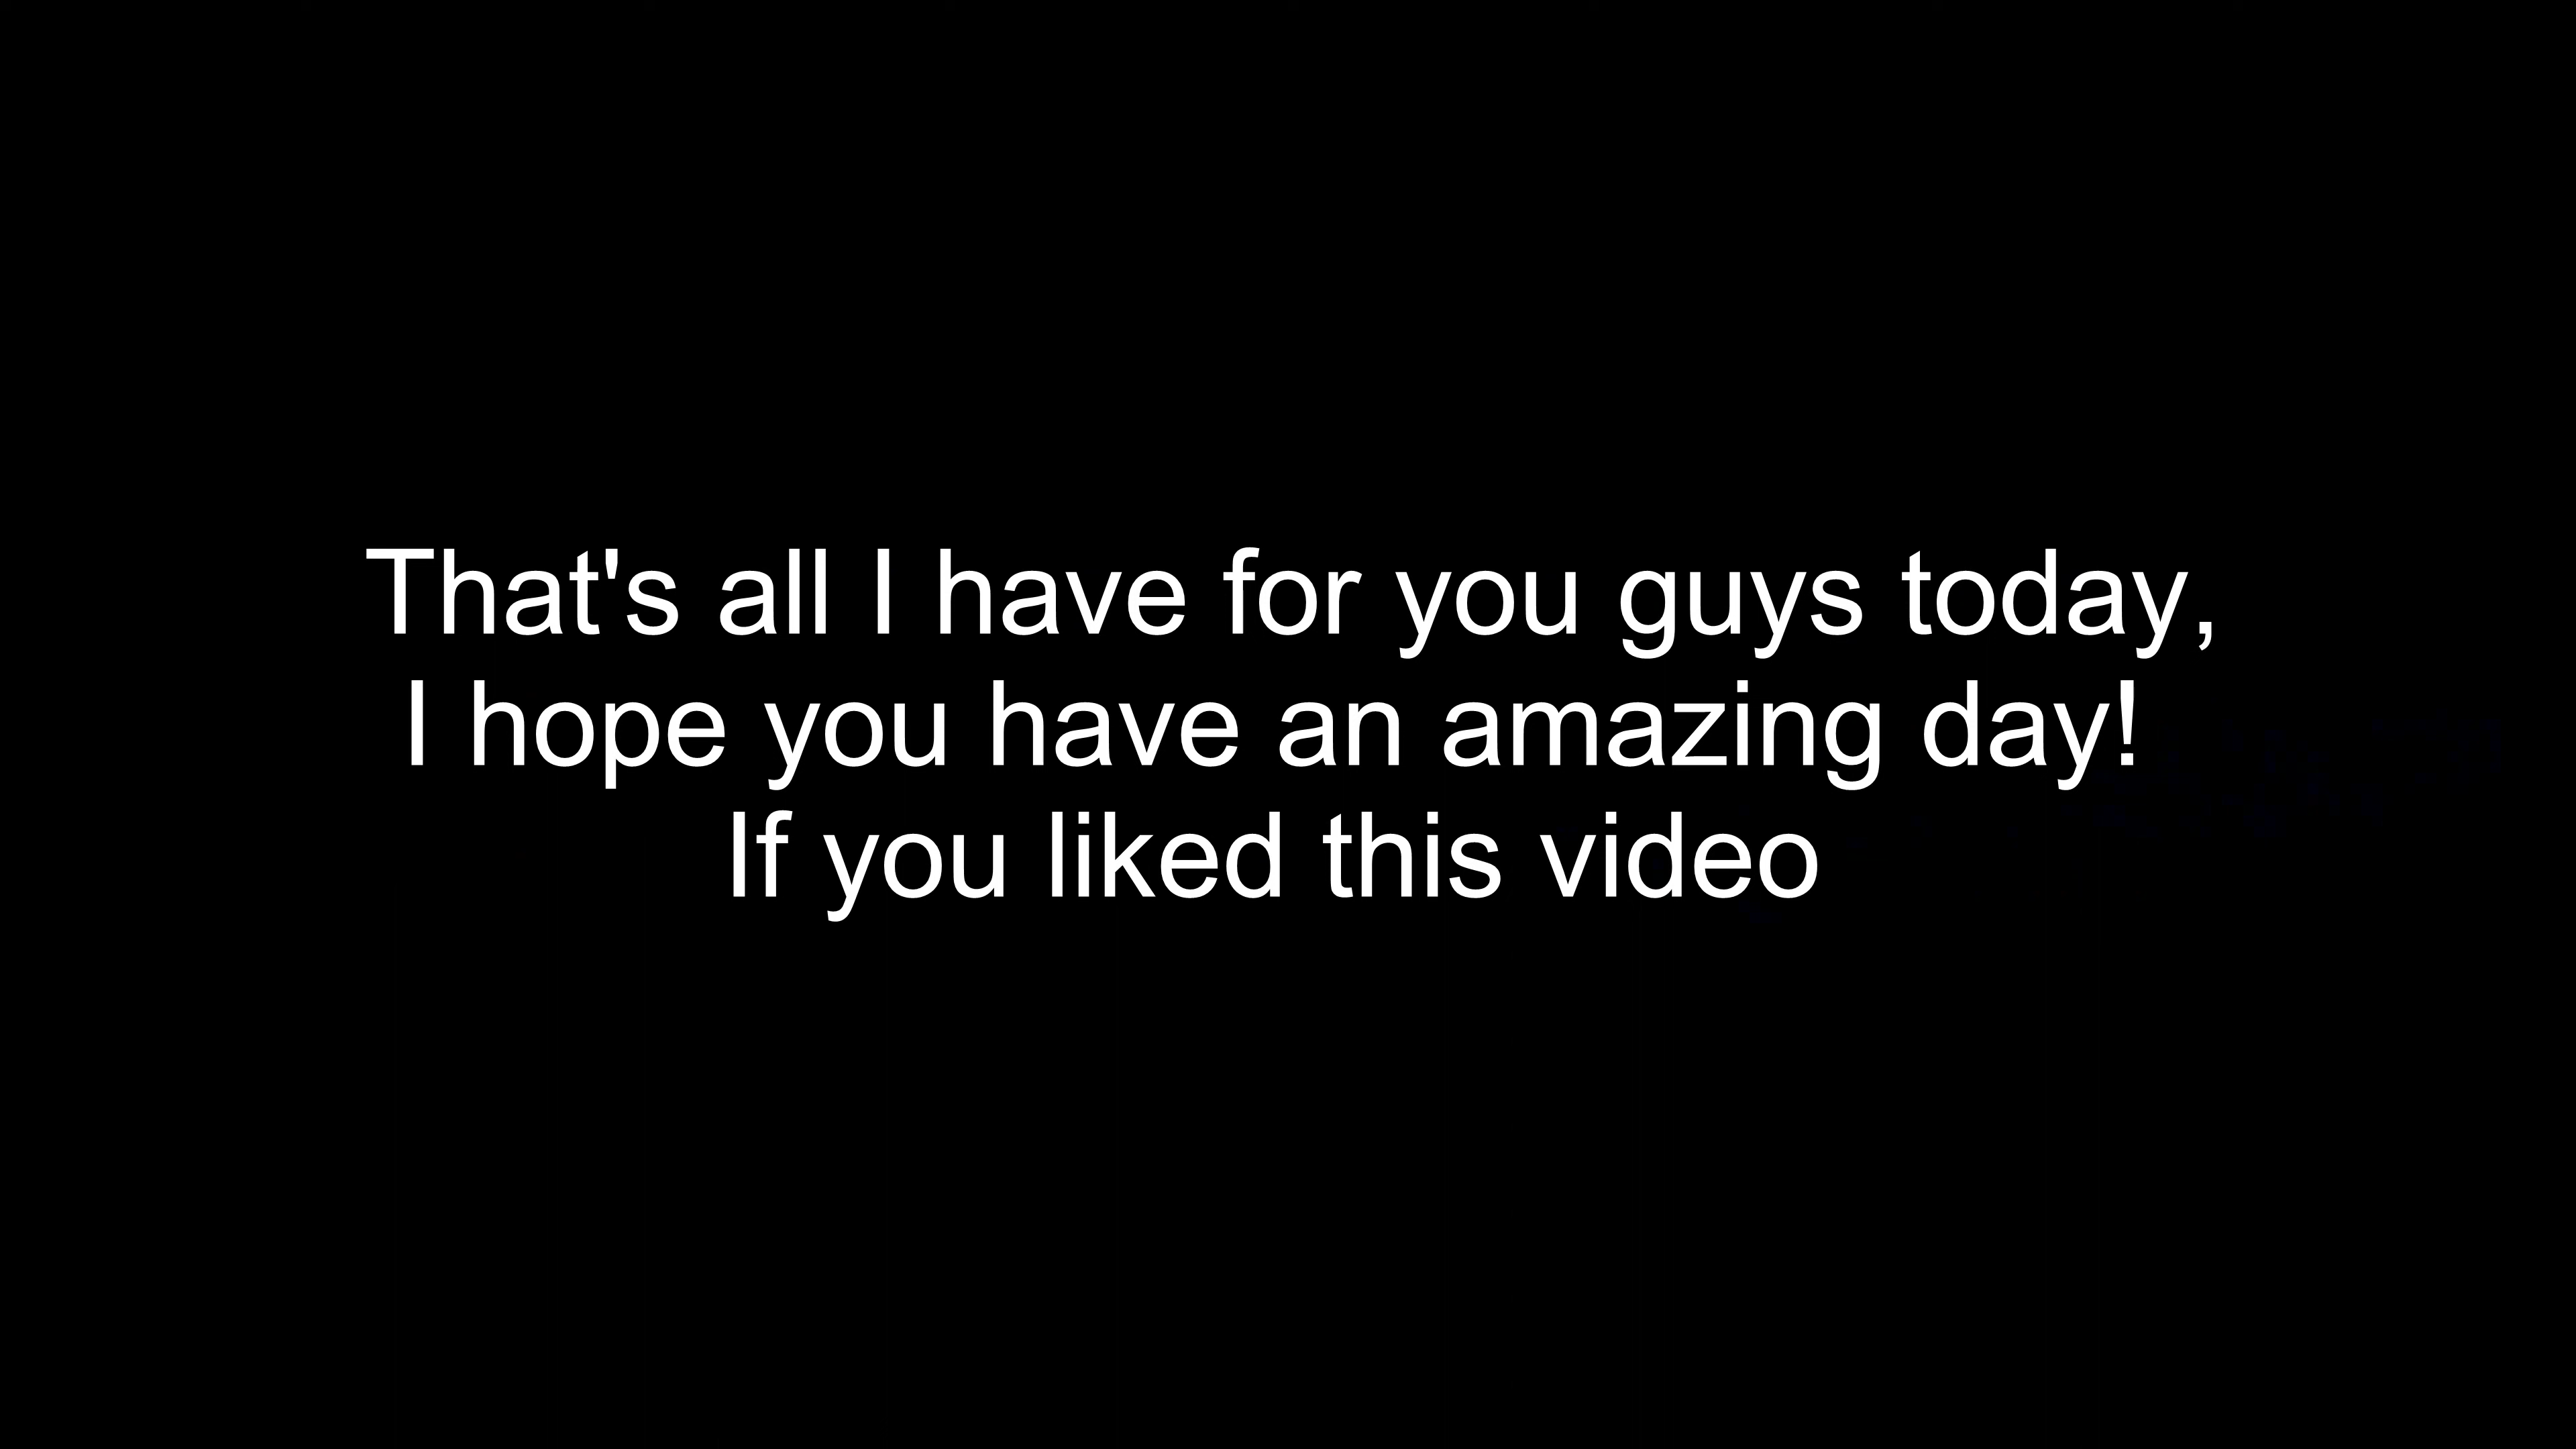 That's all I have for you guys today,
I hope you have an amazing day!
If you liked this video